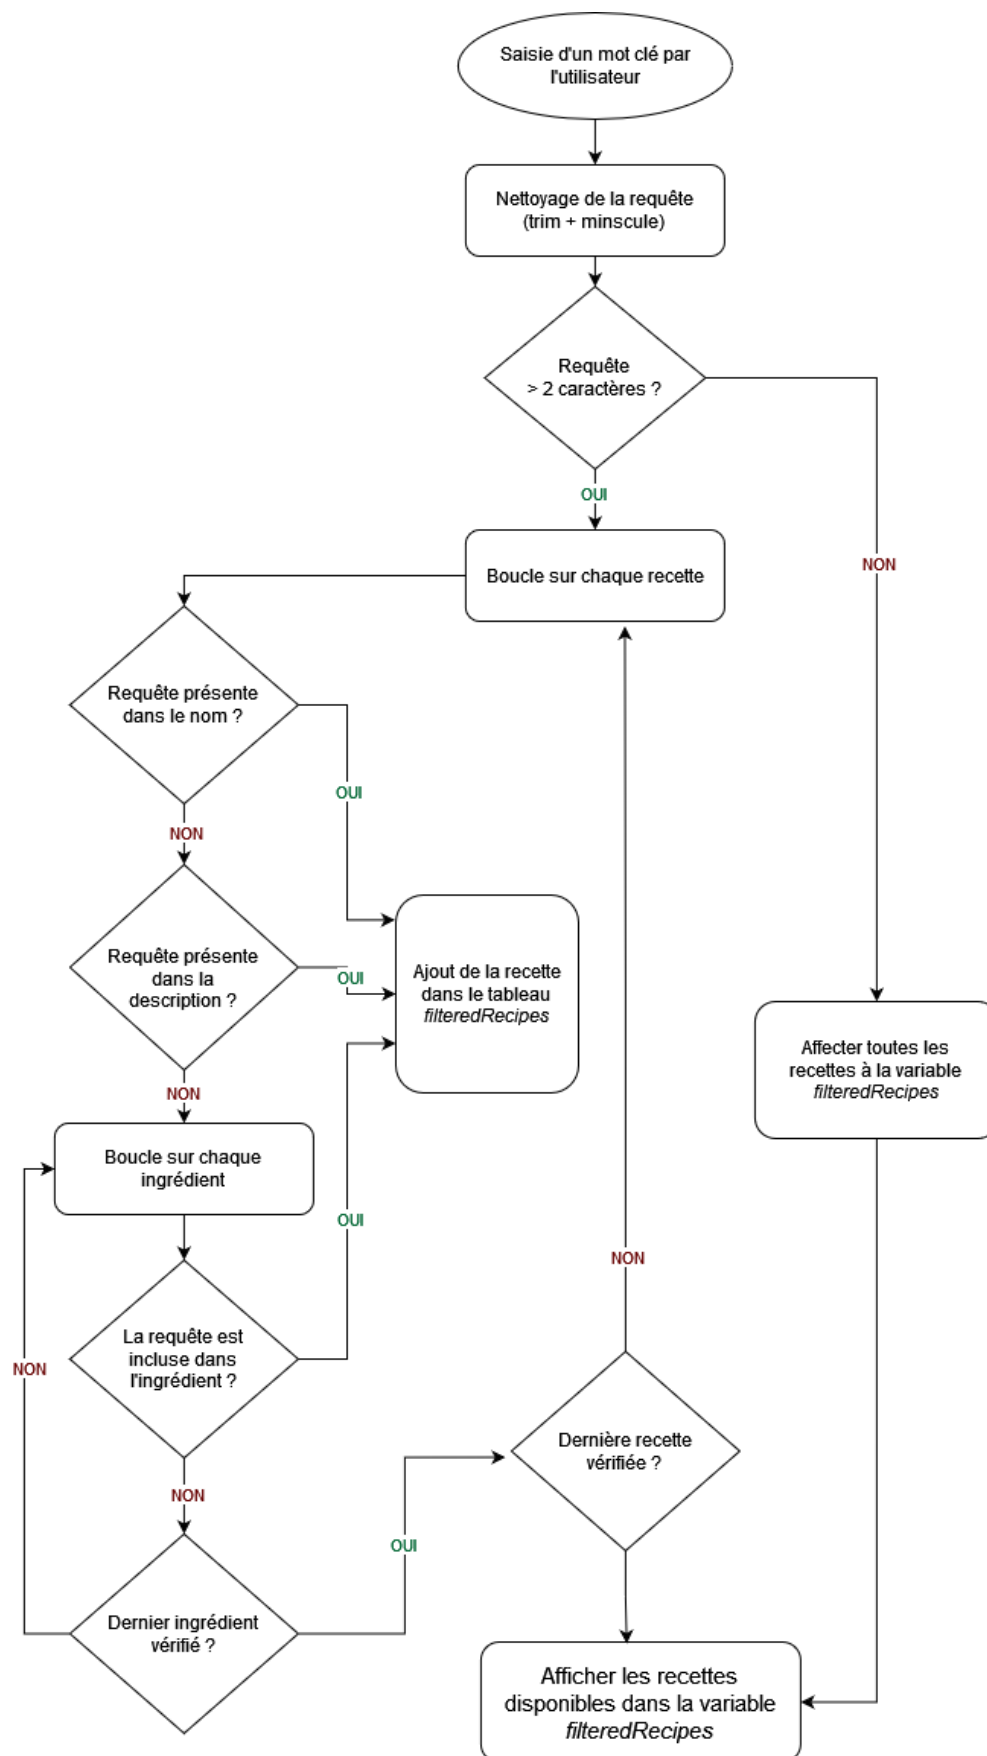 Saisie d'un mot clé par
l'utilisateur
Nettoyage de la requête
(trim + minscule)
Requête
> 2 caractères ?
OUI
NON
Boucle sur chaque recette
Requête présente
dans le nom ?
OUI
NON
Requête présente
dans la
description ?
OUI
NON
Ajout de la recette
dans le tableau
filteredRecipes
Affecter toutes les
recettes à la variable
filteredRecipes
Boucle sur chaque
ingrédient
OUI
NON
La requête est
incluse dans
l'ingrédient ?
NON
NON
Dernière recette
vérifiée ?
OUI
Dernier ingrédient
vérifié ?
Afficher les recettes
disponibles dans la variable
filteredRecipes